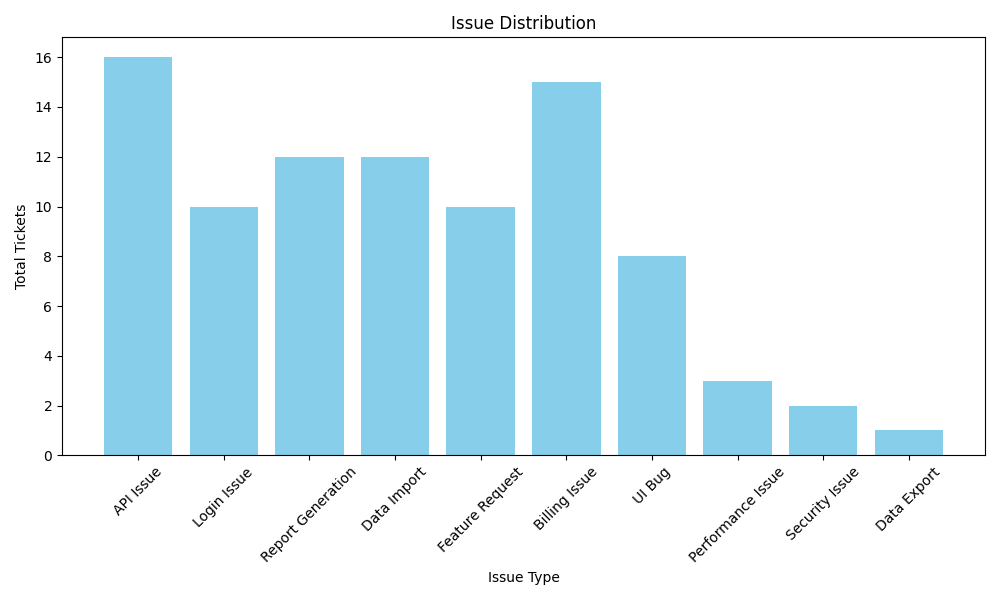 Issue Distribution
Total Tickets
16
14
12
10
8
6
4
2
0
API Issue
Login Issue
Report Generation
Data Import
Feature Request
Billing Issue
UI Bug
Performance Issue
Security Issue
Data Export
Issue Type